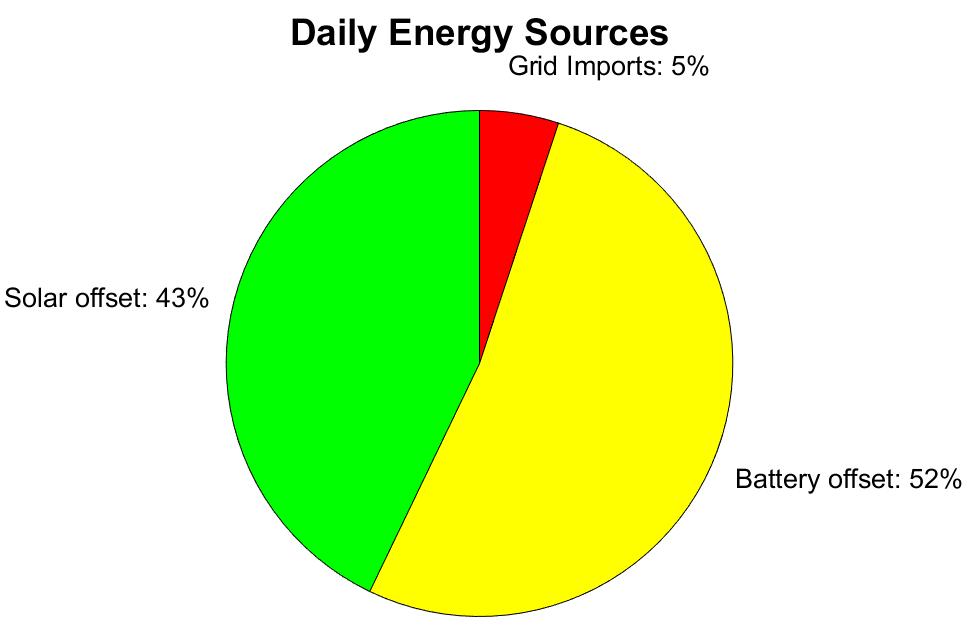 Daily Energy Sources
Grid Imports: 5%
Solar offset: 43%
Battery offset: 52%